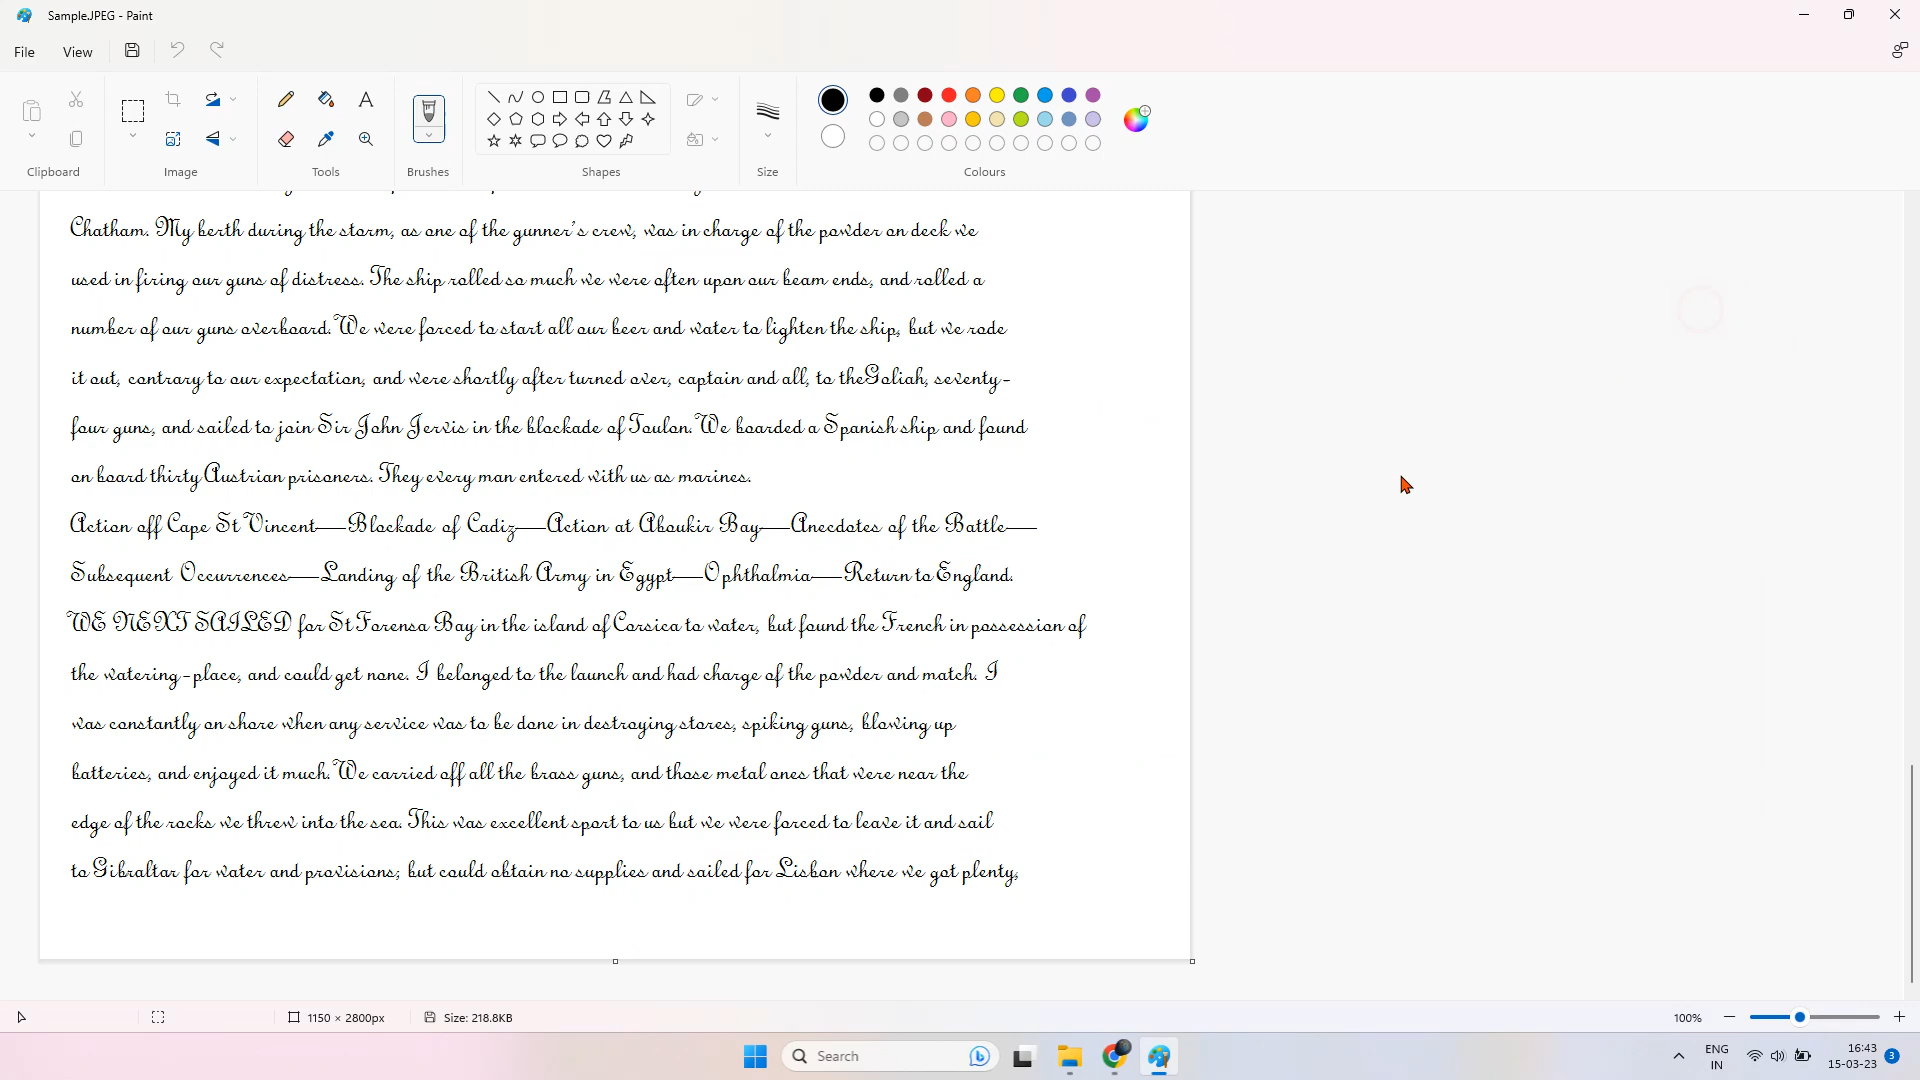 Sample.JPEG - Paint
File View
Clipboard
Image
Tools
Brushes
Shapes
Size
Colours
Chatham. My berth during the storm, as one of the gunner's crew, was in charge of the powder on deck we
used in firing our guns of distress. The ship rolled so much we were often upon our beam ends, and rolled a
number of our guns overboard. We were forced to start all our beer and water to lighten the ship, but we rode
it out, contrary to our expectation, and were shortly after turned over, captain and all, to theGoliah, seventy-
four guns, and sailed to join Sir John Jervis in the blockade of Toulon. We boarded a Spanish ship and found
on board thirty Austrian prisoners. They every man entered with us as marines.
Action off Cape St Vincent—Blockade of Cadiz—Action at Aboukir Bay—Anecdotes of the Battle—
Subsequent Occurrences—Landing of the British Army in Egypt—Ophthalmia—Return to England.
WE NEXT SAILED for St Forensa Bay in the island of Corsica to water, but found the French in possession of
the watering-place, and could get none. I belonged to the launch and had charge of the powder and match. I
was constantly on shore when any service was to be done in destroying stores, spiking guns, blowing up
batteries, and enjoyed it much. We carried off all the brass guns, and those metal ones that were near the
edge of the rocks we threw into the sea. This was excellent sport to us but we were forced to leave it and sail
to Gibraltar for water and provisions; but could obtain no supplies and sailed for Lisbon where we got plenty,
1150 × 2800px
Size: 218.8KB
100%
Search
ENG
IN
16:43
15-03-23
3